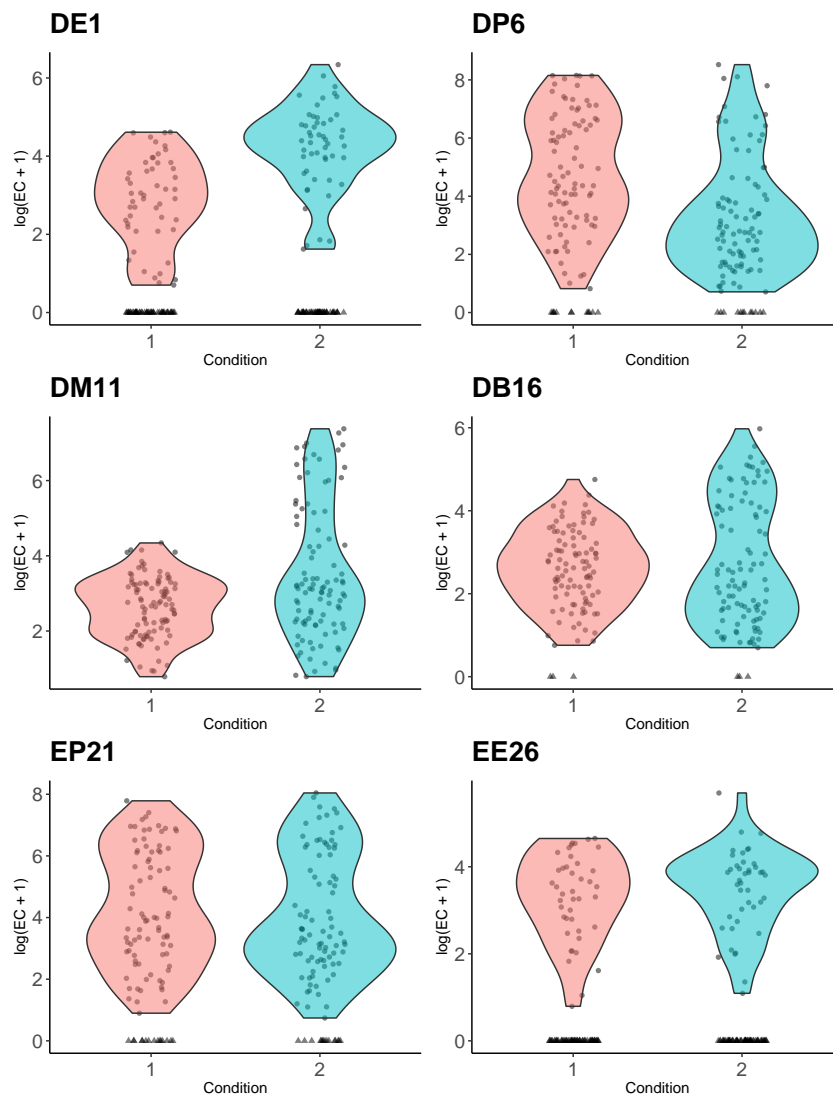 DE1
DP6
log(EC + 1)
6
4
2
0
1
2
Condition
log(EC + 1)
8
6
4
2
0
1
2
Condition
DM11
DB16
log(EC + 1)
6
4
2
1
2
Condition
log(EC + 1)
6
4
2
0
1
2
Condition
EP21
EE26
log(EC + 1)
8
6
4
2
0
1
2
Condition
log(EC + 1)
4
2
0
1
2
Condition